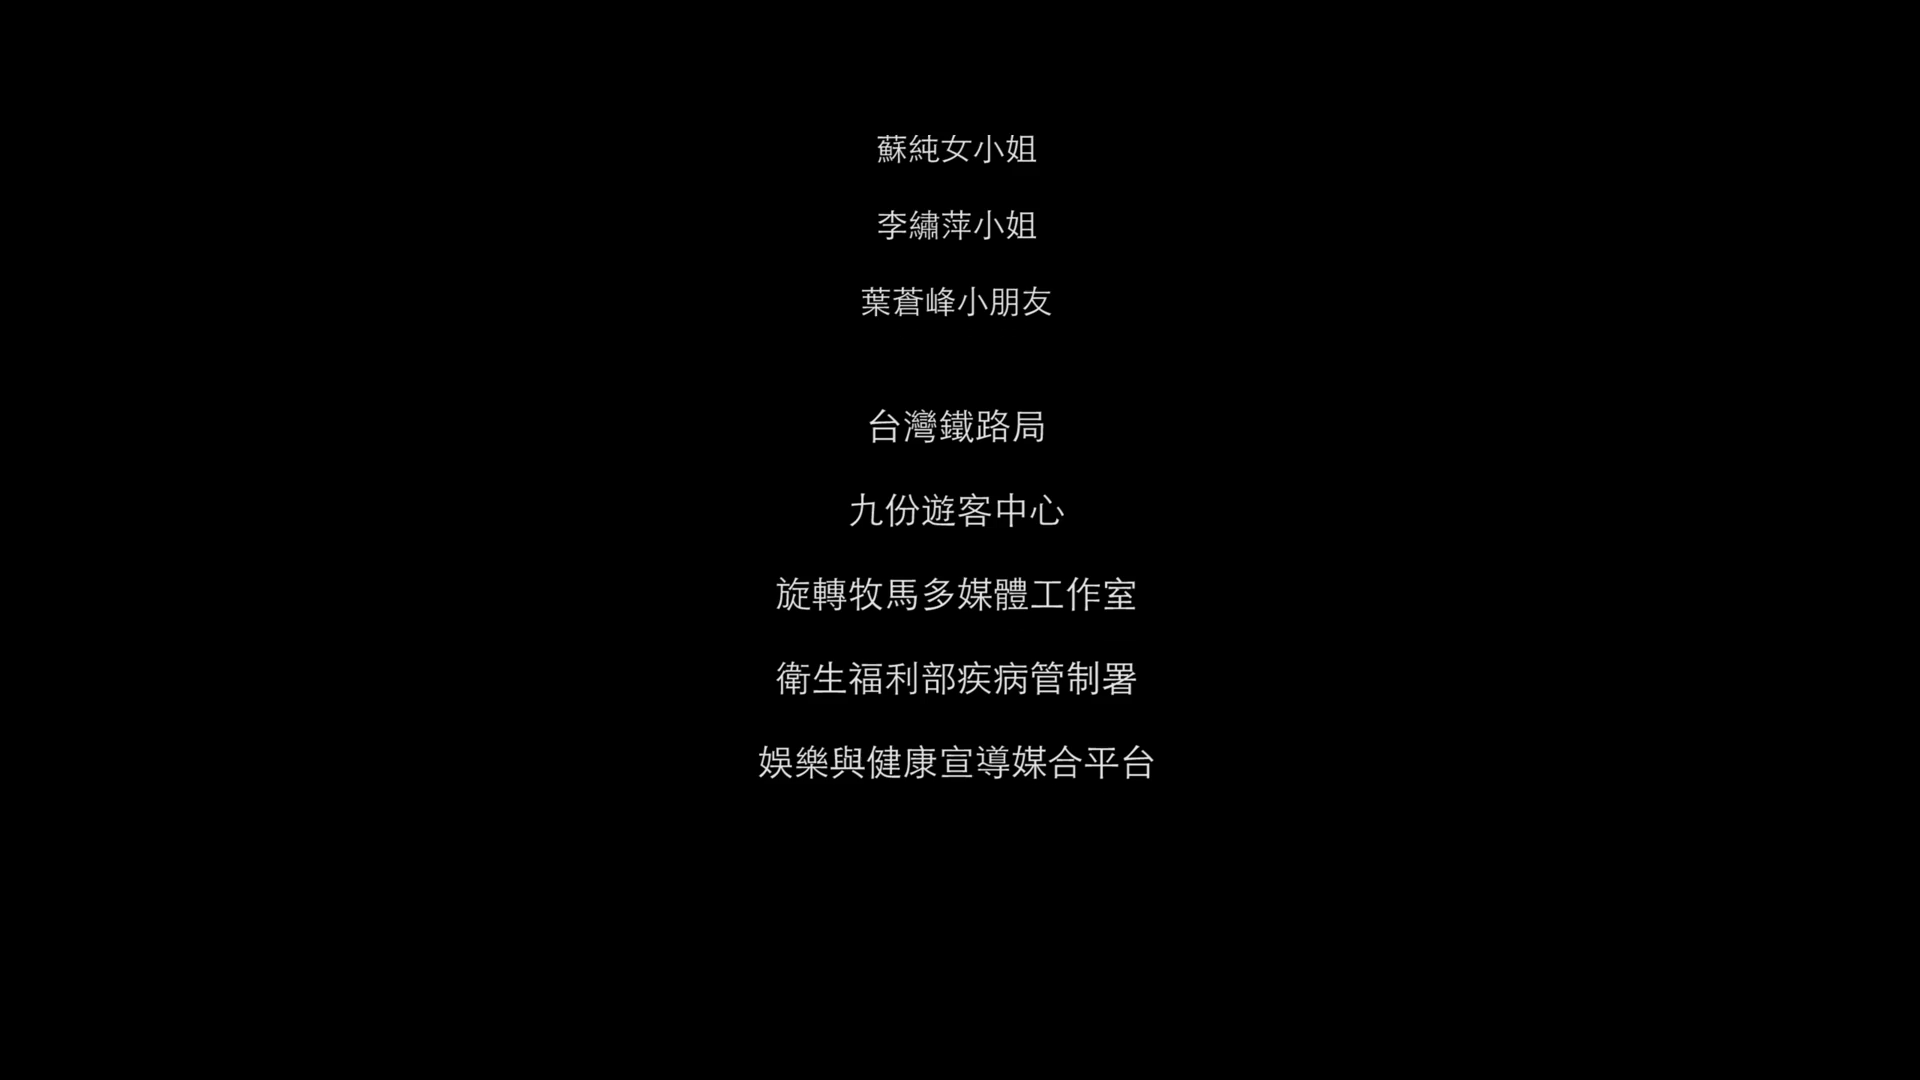 蘇純女小姐
李繡萍小姐
葉蒼峰小朋友
台灣鐵路局
九份遊客中心
旋轉牧馬多媒體工作室
衛生福利部疾病管制署
娛樂與健康宣導媒合平台